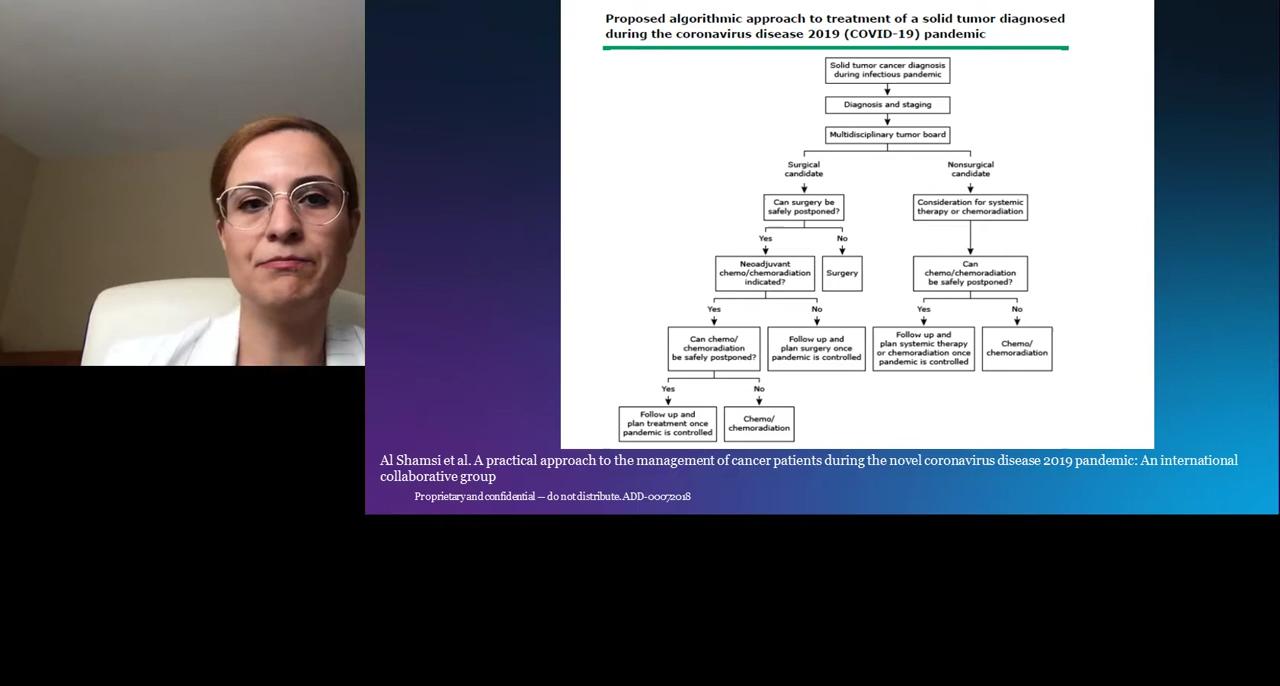 Proposed algorithmic approach to treatment of a solid tumor diagnosed
during the coronavirus disease 2019 (COVID-19) pandemic
Solid tumor cancer diagnosis
during infectious pandemic
Diagnosis and staging
Multidisciplinary tumor board
Surgical
candidate
Nonsurgical
candidate
Can surgery be
safely postponed?
Consideration for systemic
therapy or chemoradiation
Yes
No
Neoadjuvant
chemo/chemoradiation
indicated?
Surgery
Can
chemo/chemoradiation
be safely postponed?
Yes
No
Yes
No
Can chemo/
chemoradiation
be safely postponed?
Follow up and
plan surgery once
pandemic is controlled
Follow up and
plan systemic therapy
or chemoradiation once
pandemic is controlled
Chemo/
chemoradiation
Yes
No
Follow up and
plan treatment once
pandemic is controlled
Chemo/
chemoradiation
Al Shamsi et al. A practical approach to the management of cancer patients during the novel coronavirus disease 2019 pandemic: An international
collaborative group
Proprietary and confidential — do not distribute. ADD-00072018